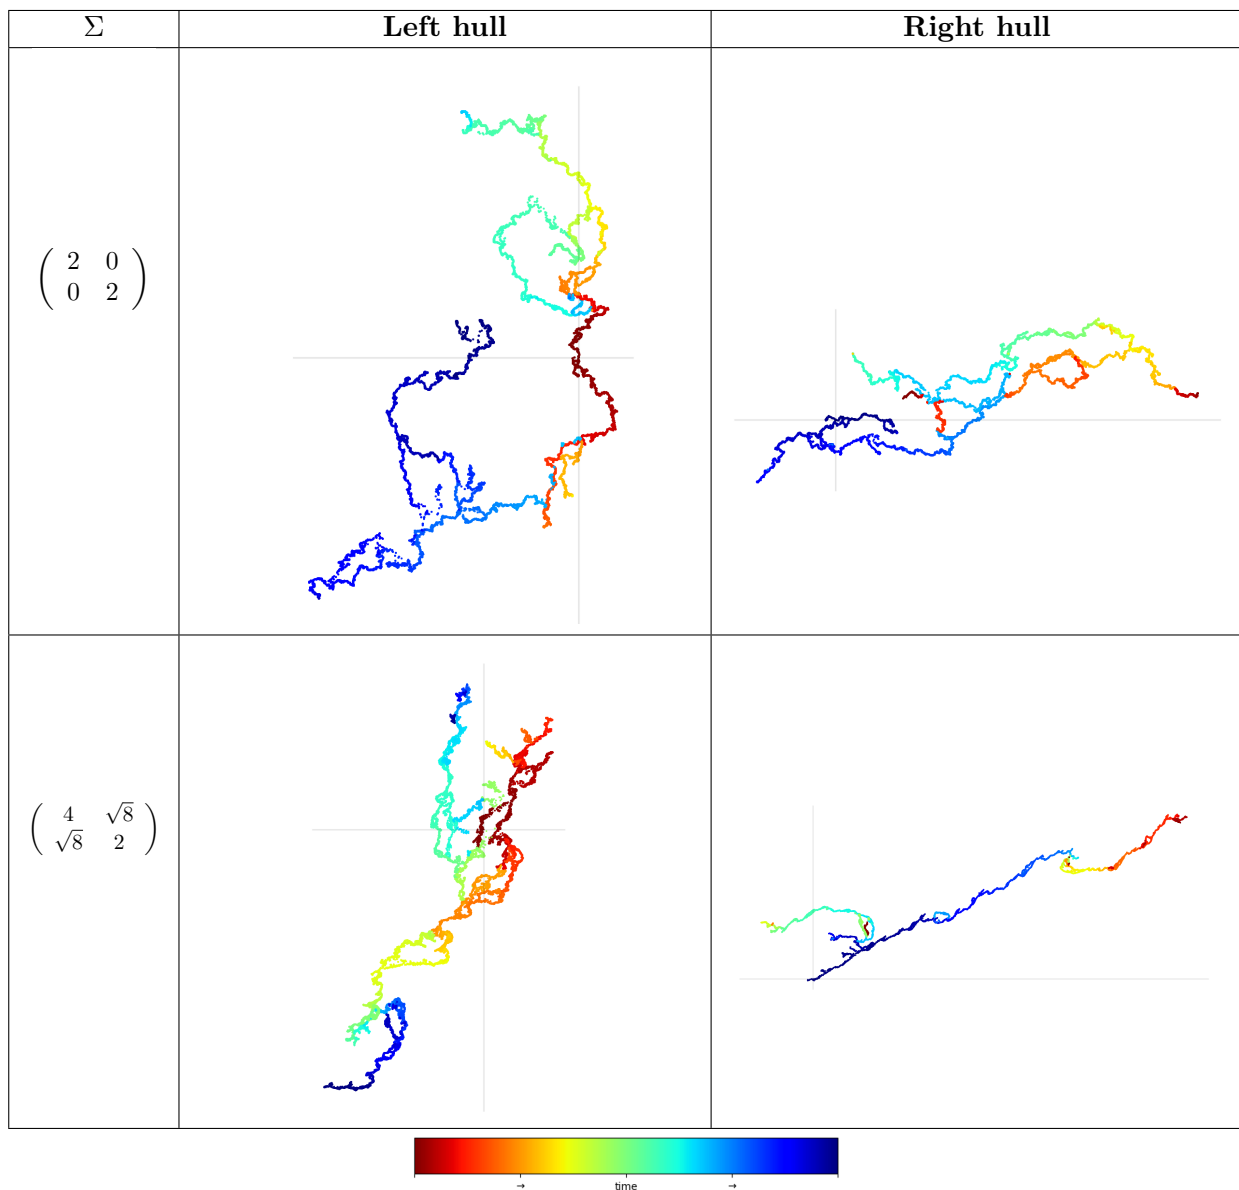 Σ Left hull Right hull
( 2 0
0 2 )
( 4 √8
√8 2 )
→ time →